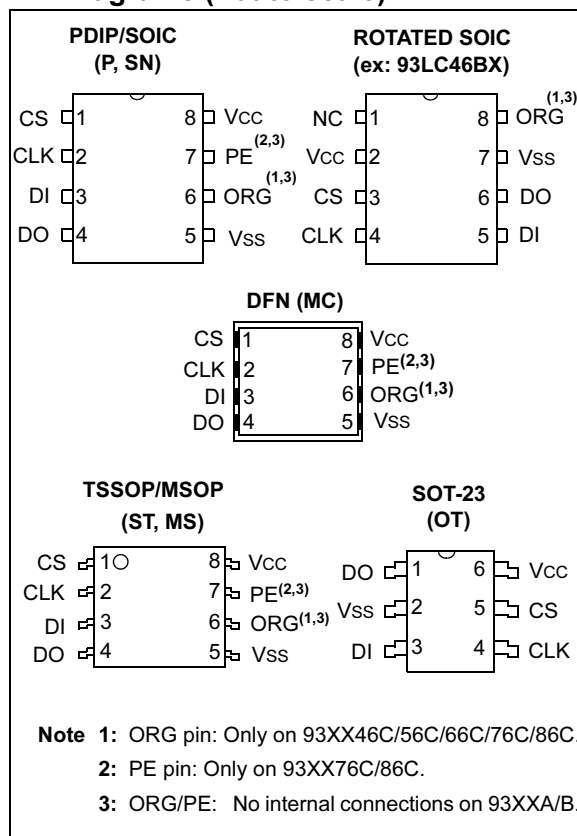 PDIP/SOIC
(P, SN)
CS 1 8 VCC
CLK 2 7 PE(2,3)
DI 3 6 ORG(1,3)
DO 4 5 VSS
ROTATED SOIC
(ex: 93LC46BX)
NC 1 8 ORG(1,3)
VCC 2 7 VSS
CS 3 6 DO
CLK 4 5 DI
DFN (MC)
CS 1 8 VCC
CLK 2 7 PE(2,3)
DI 3 6 ORG(1,3)
DO 4 5 VSS
TSSOP/MSOP
(ST, MS)
CS 1 8 VCC
CLK 2 7 PE(2,3)
DI 3 6 ORG(1,3)
DO 4 5 VSS
SOT-23
(OT)
DO 1 6 VCC
VSS 2 5 CS
DI 3 4 CLK
Note 1: ORG pin: Only on 93XX46C/56C/66C/76C/86C.
2: PE pin: Only on 93XX76C/86C.
3: ORG/PE: No internal connections on 93XXA/B.